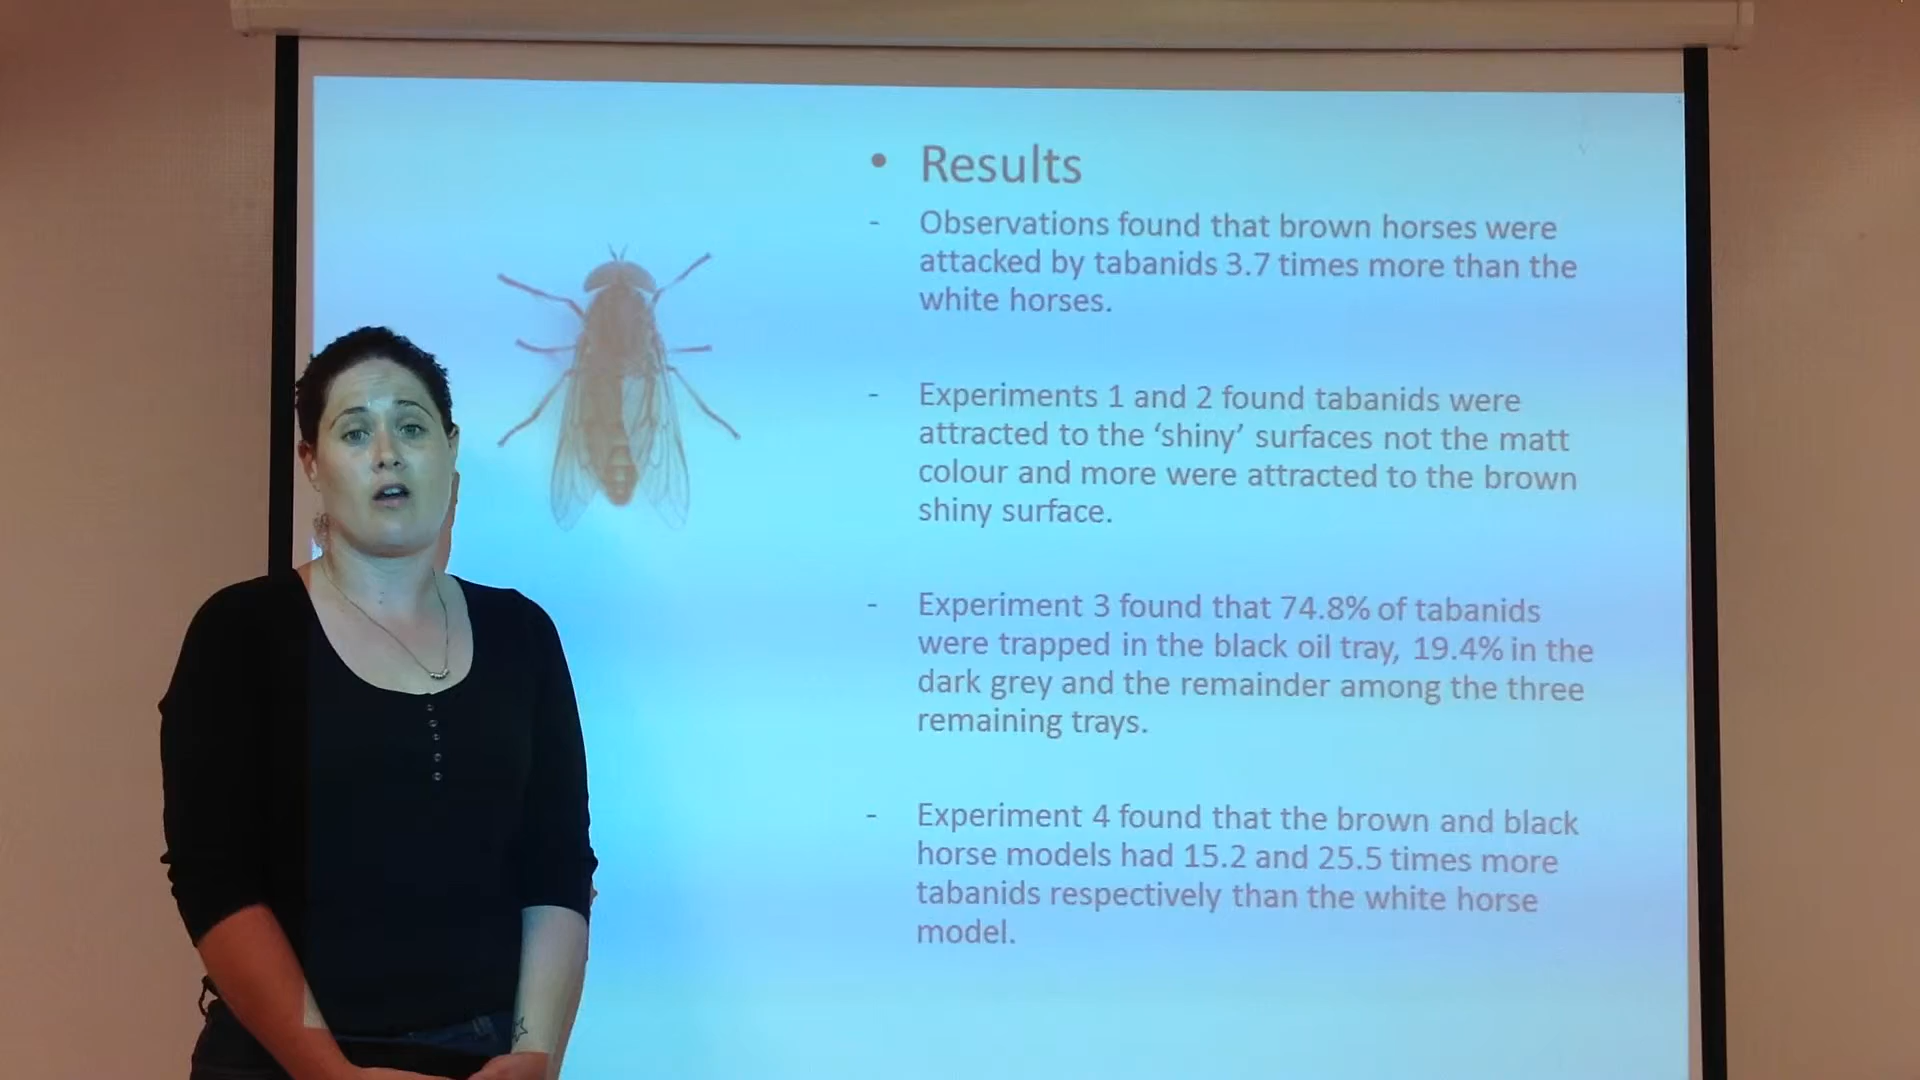 • Results
- Observations found that brown horses were
attacked by tabanids 3.7 times more than the
white horses.
- Experiments 1 and 2 found tabanids were
attracted to the ‘shiny’ surfaces not the matt
colour and more were attracted to the brown
shiny surface.
- Experiment 3 found that 74.8% of tabanids
were trapped in the black oil tray, 19.4% in the
dark grey and the remainder among the three
remaining trays.
- Experiment 4 found that the brown and black
horse models had 15.2 and 25.5 times more
tabanids respectively than the white horse
model.